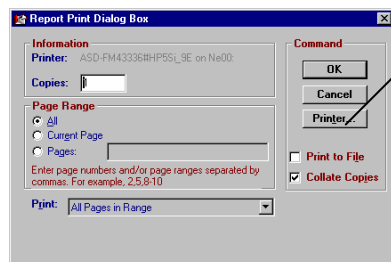 Report Print Dialog Box
Information
Printer: ASD-FM43336#HP5Si_9E on Ne00:
Copies:
Page Range
All
Current Page
Pages:
Enter page numbers and/or page ranges separated by
commas. For example, 2,5,8-10
Print: All Pages in Range
Command
OK
Cancel
Printer...
Print to File
Collate Copies